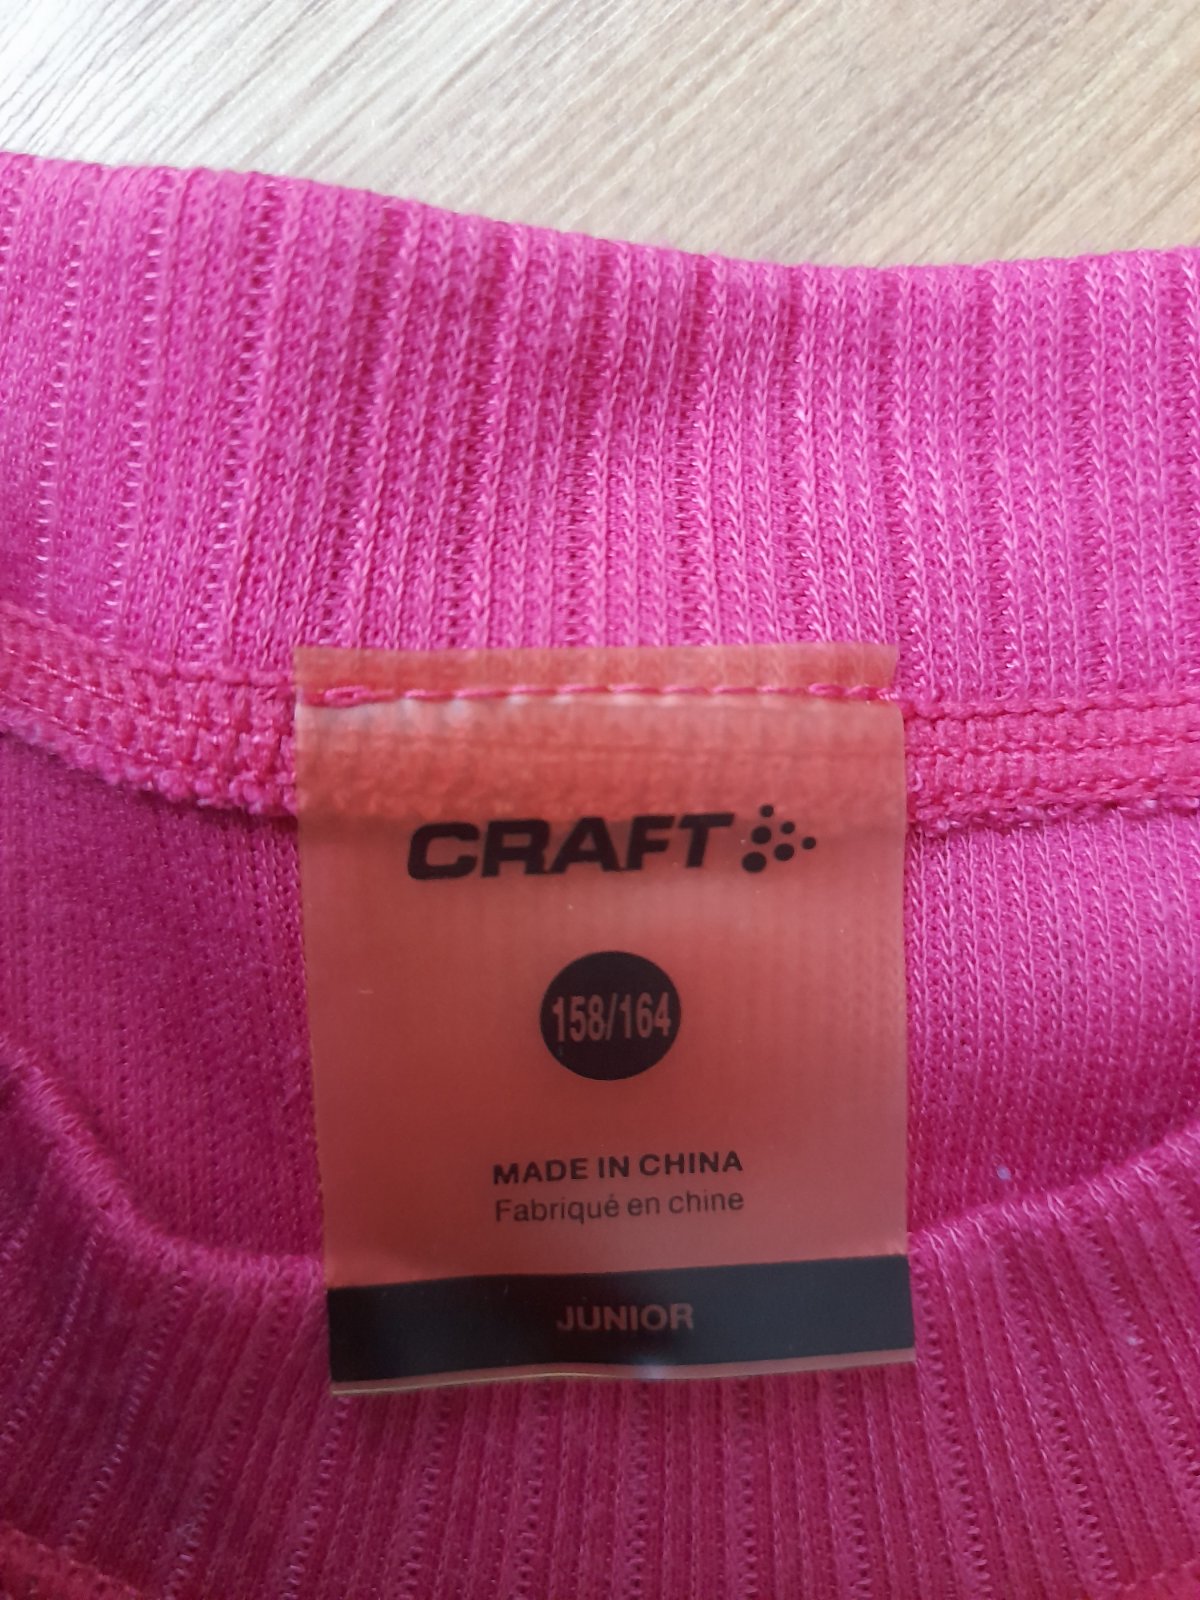 CRAFT
158/164
MADE IN CHINA
Fabriqué en chine
JUNIOR